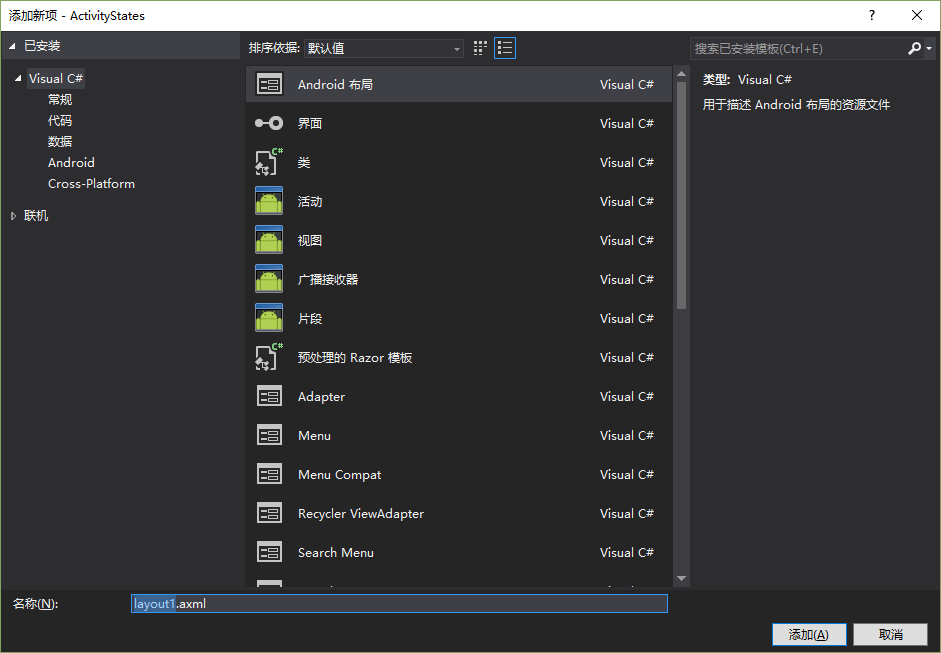 添加新项 - ActivityStates
?
已安装
排序依据: 默认值
搜索已安装模板(Ctrl+E)
Visual C#
常规
代码
数据
Android
Cross-Platform
联机
Android 布局 Visual C#
界面 Visual C#
C#
类 Visual C#
活动 Visual C#
视图 Visual C#
广播接收器 Visual C#
片段 Visual C#
C#
预处理的 Razor 模板 Visual C#
Adapter Visual C#
Menu Visual C#
Menu Compat Visual C#
Recycler ViewAdapter Visual C#
Search Menu Visual C#
类型: Visual C#
用于描述 Android 布局的资源文件
名称(N): layout1.axml
添加(A) 取消